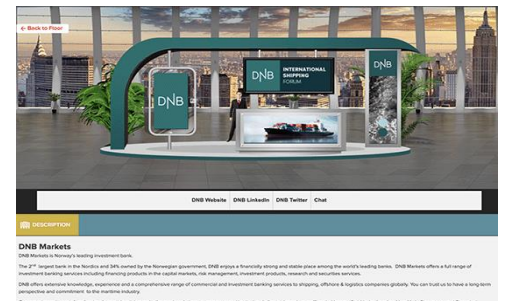 ← Back to Floor
DNB
INTERNATIONAL
SHIPPING
FORUM
DNB
DNB
DNB Website DNB LinkedIn DNB Twitter Chat
DESCRIPTION
DNB Markets
DNB Markets is Norway's leading investment bank.
The 2nd largest bank in the Nordics and 34% owned by the Norwegian government, DNB enjoys a financially strong and stable place among the world's leading banks. DNB Markets offers a full range of
investment banking services including financing products in the capital markets, risk management, investment products, research and securities services.
DNB offers extensive knowledge, experience and a comprehensive range of commercial and investment banking services to shipping, offshore & logistics companies globally. You can trust us to have a long-term
perspective and commitment to the maritime industry.